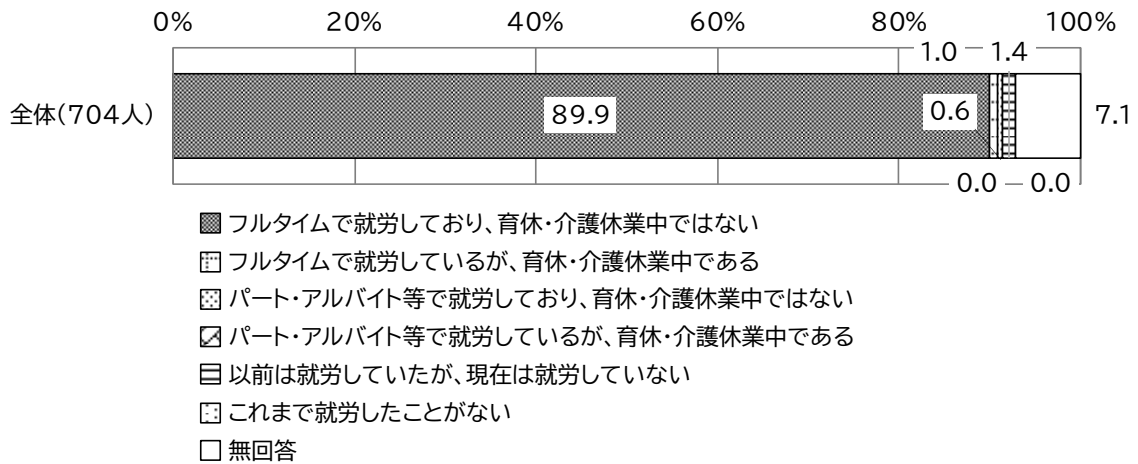 0% 20% 40% 60% 80% 100%
1.0 1.4
全体(704人) 89.9 0.6 7.1
0.0 0.0
フルタイムで就労しており、育休・介護休業中ではない
フルタイムで就労しているが、育休・介護休業中である
パート・アルバイト等で就労しており、育休・介護休業中ではない
パート・アルバイト等で就労しているが、育休・介護休業中である
以前は就労していたが、現在は就労していない
これまで就労したことがない
無回答